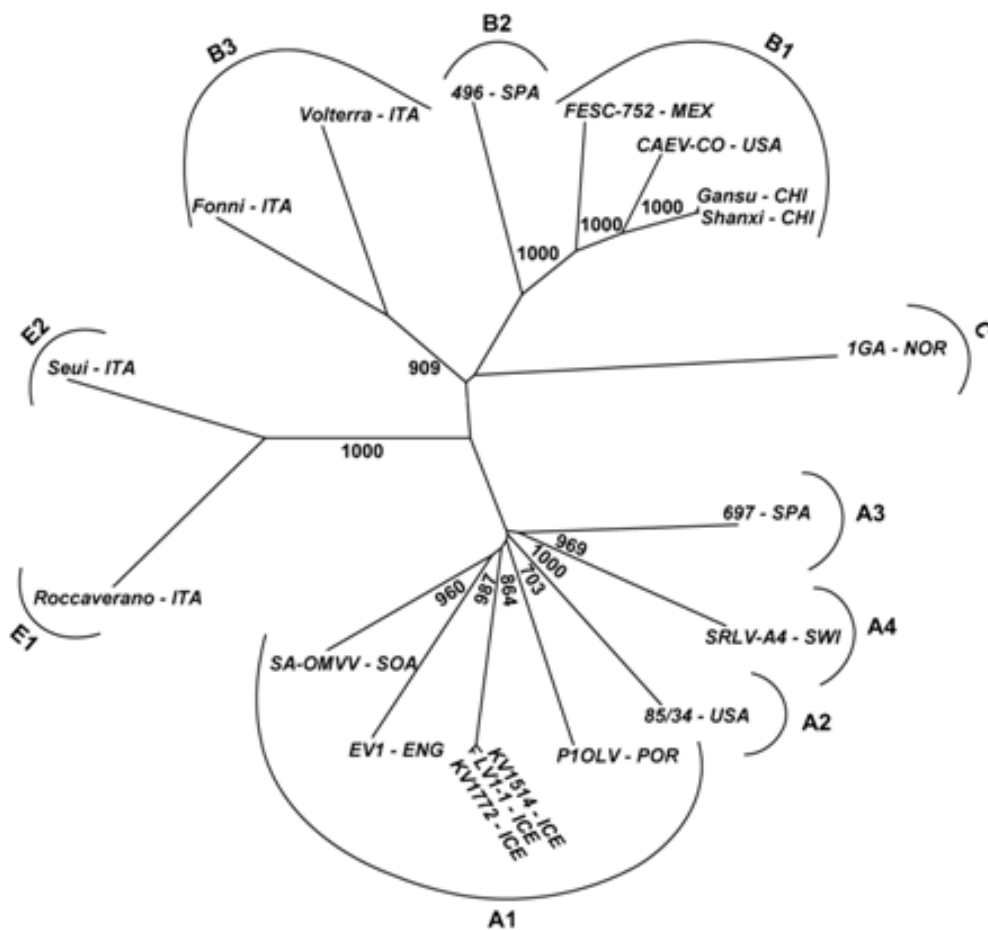 B3
B2
B1
Volterra - ITA
496 - SPA
FESC-752 - MEX
CAEV-CO - USA
Fonni - ITA
1000
Gansu - CHI
Shanxi - CHI
1000
1000
E2
Seui - ITA
909
1GA - NOR
C
1000
697 - SPA
A3
969
1000
703
864
987
960
Roccaverano - ITA
E1
SRLV-A4 - SWI
A4
SA-OMVV - SOA
85/34 - USA
A2
EV1 - ENG
P1OLV - POR
KV1514 - ICE
LV1-1 - ICE
KV1772 - ICE
A1